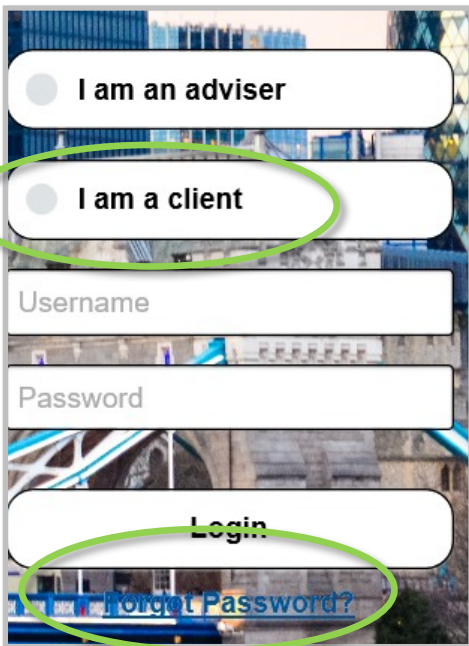 I am an adviser
I am a client
Username
Password
Login
Forgot Password?